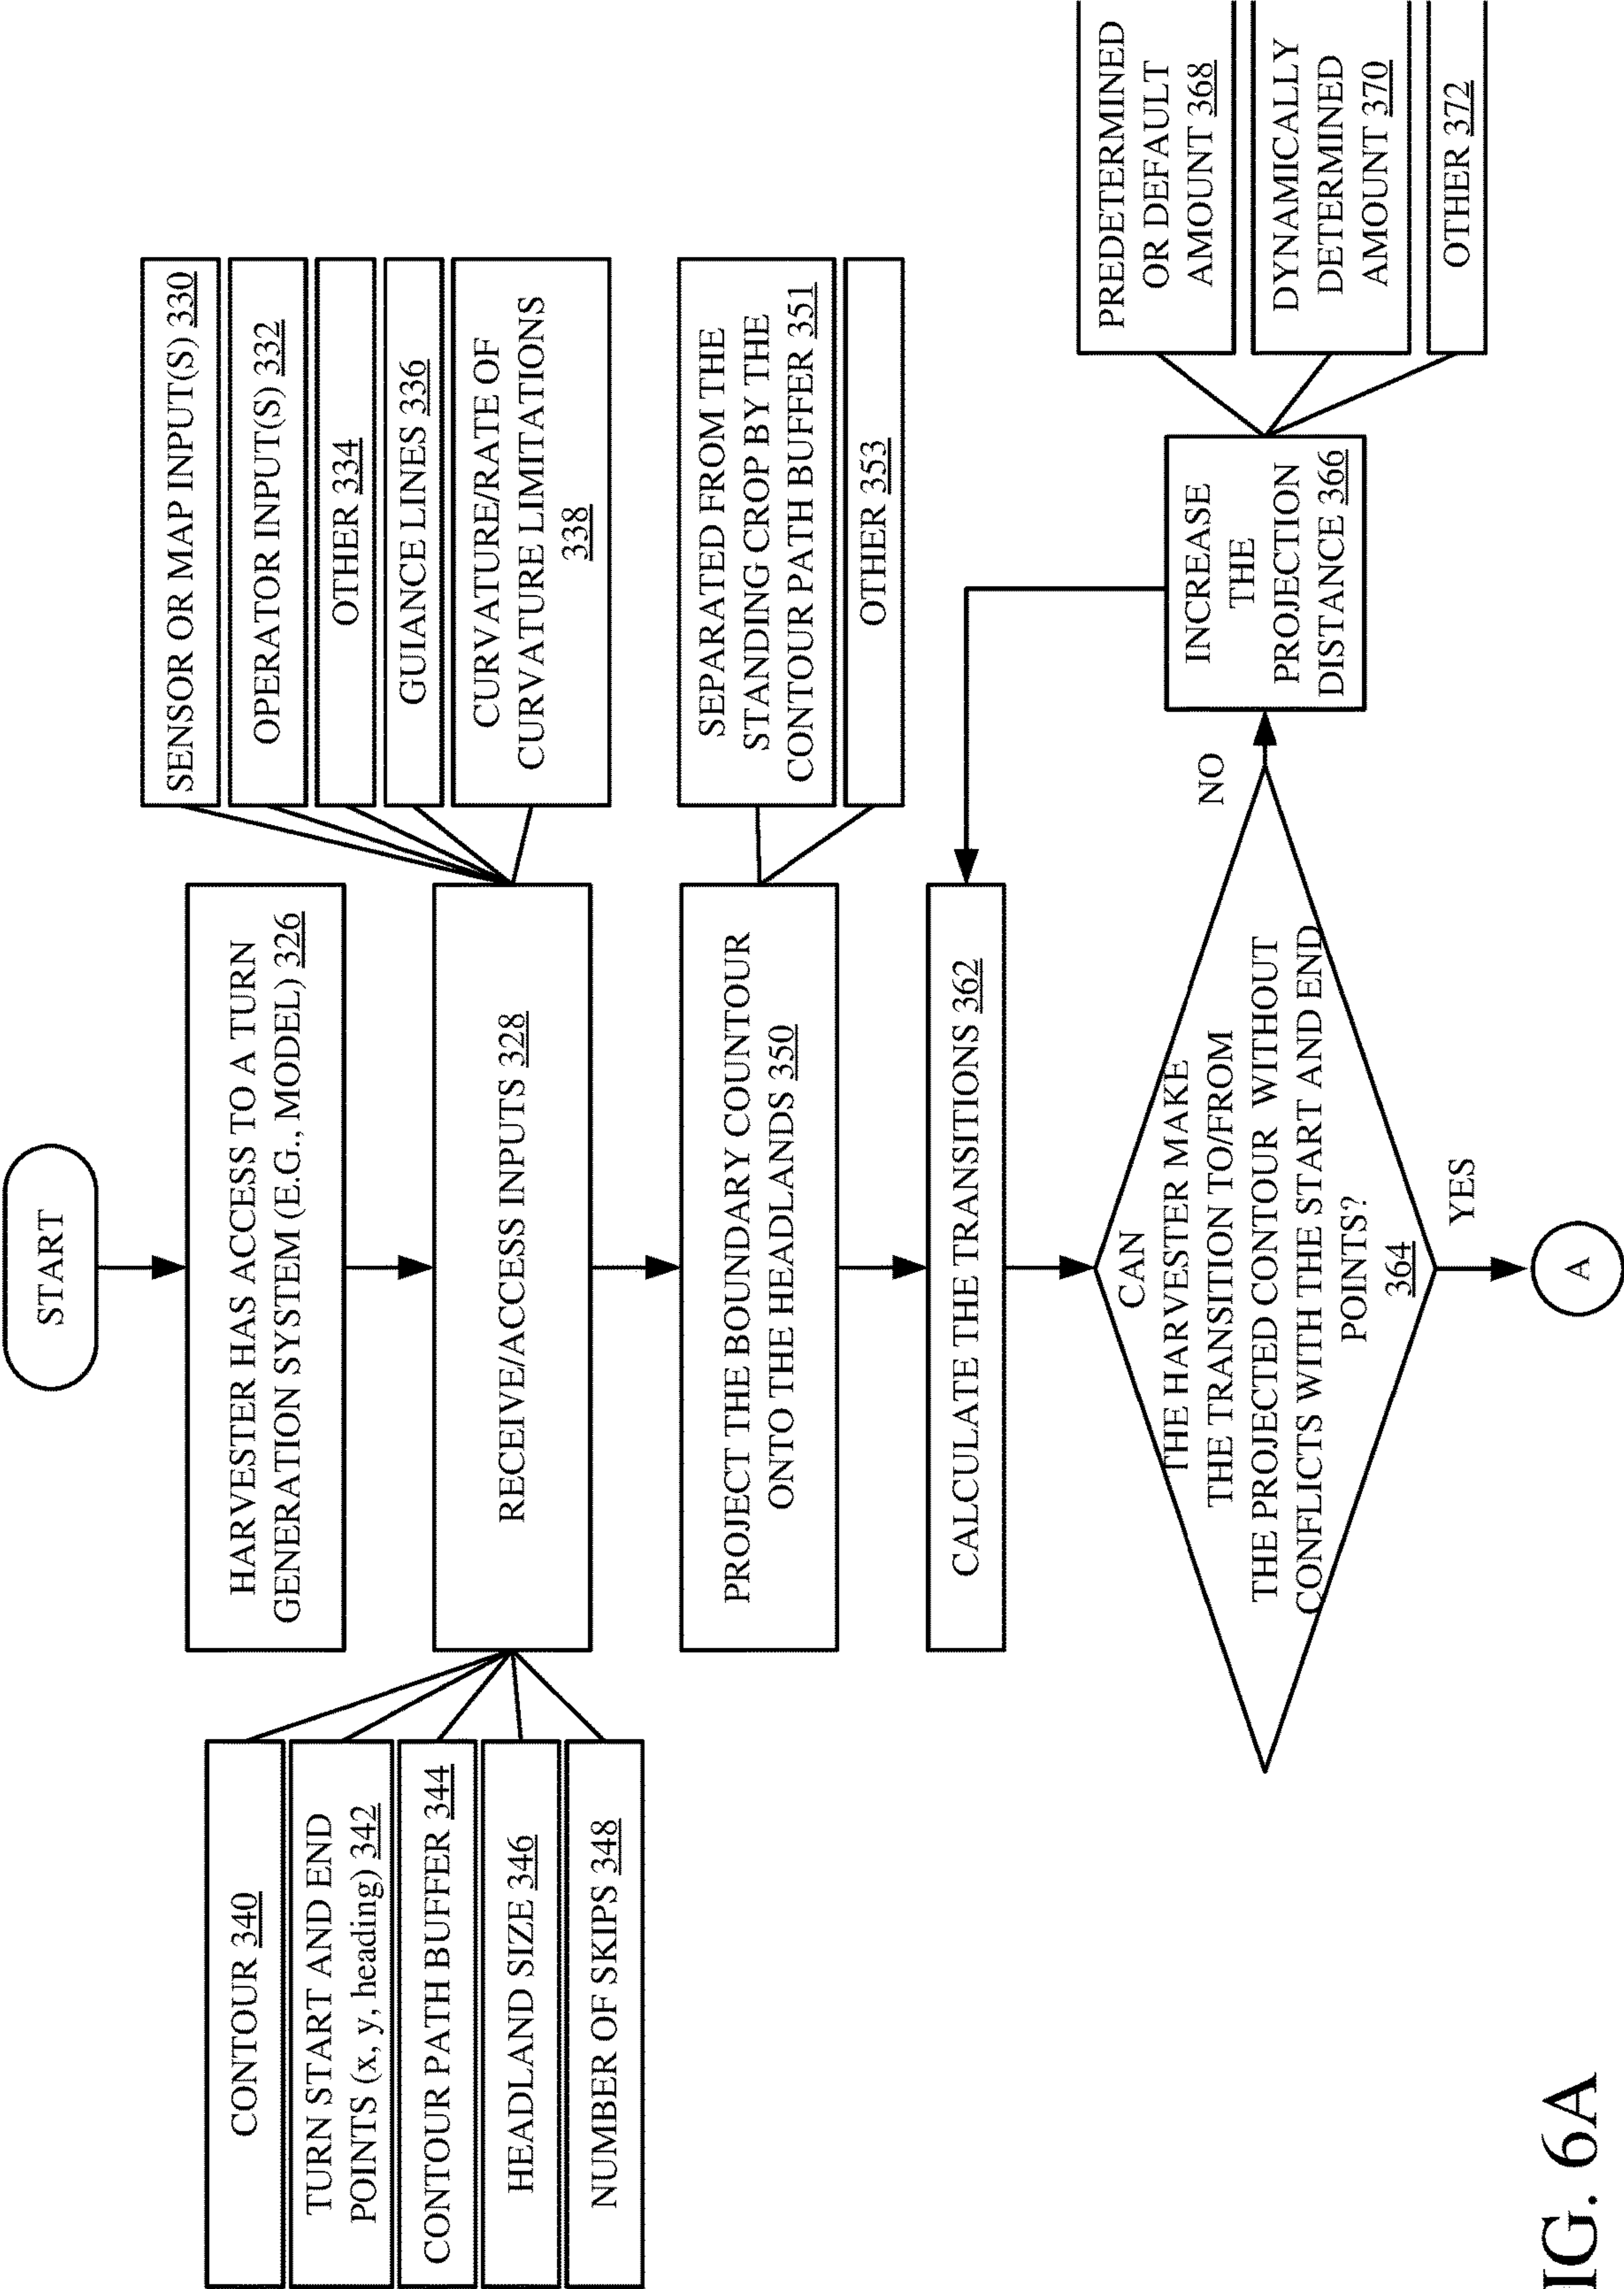 START
HARVESTER HAS ACCESS TO A TURN
GENERATION SYSTEM (E.G., MODEL) 326
RECEIVE/ACCESS INPUTS 328
CONTOUR 340
TURN START AND END
POINTS (x, y, heading) 342
CONTOUR PATH BUFFER 344
HEADLAND SIZE 346
NUMBER OF SKIPS 348
SENSOR OR MAP INPUT(S) 330
OPERATOR INPUT(S) 332
OTHER 334
GUIANCE LINES 336
CURVATURE/RATE OF
CURVATURE LIMITATIONS
338
PROJECT THE BOUNDARY COUNTOUR
ONTO THE HEADLANDS 350
SEPARATED FROM THE
STANDING CROP BY THE
CONTOUR PATH BUFFER 351
OTHER 353
CALCULATE THE TRANSITIONS 362
CAN
THE HARVESTER MAKE
THE TRANSITION TO/FROM
THE PROJECTED CONTOUR WITHOUT
CONFLICTS WITH THE START AND END
POINTS?
364
NO
INCREASE
THE
PROJECTION
DISTANCE 366
PREDETERMINED
OR DEFAULT
AMOUNT 368
DYNAMICALLY
DETERMINED
AMOUNT 370
OTHER 372
YES
A
IG. 6A